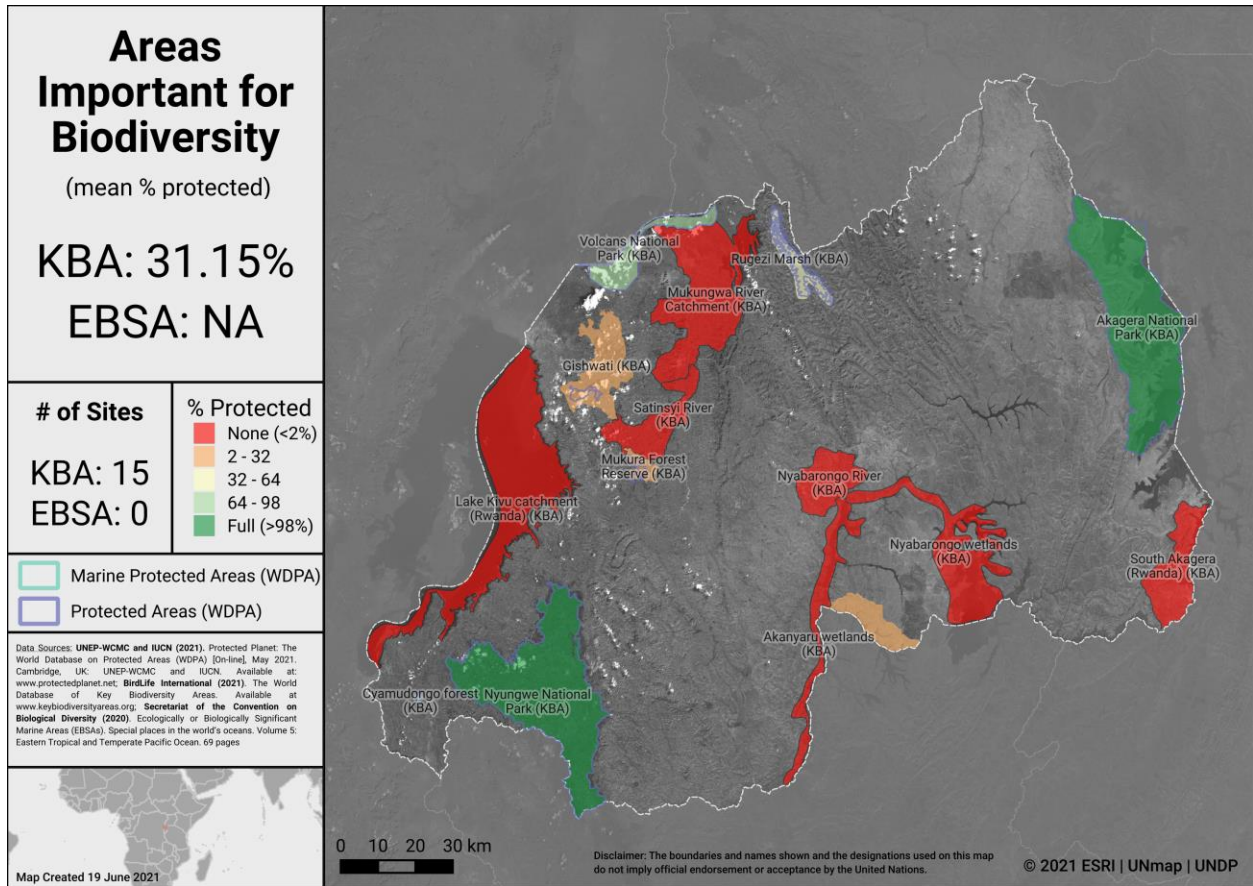 Areas
Important for
Biodiversity
(mean % protected)
KBA: 31.15%
EBSA: NA
# of Sites
KBA: 15
EBSA: 0
% Protected
None (<2%)
2 - 32
32 - 64
64 - 98
Full (>98%)
Marine Protected Areas (WDPA)
Protected Areas (WDPA)
Data Sources: UNEP-WCMC and IUCN (2021). Protected Planet: The
World Database on Protected Areas (WDPA) [On-line], May 2021.
Cambridge, UK: UNEP-WCMC and IUCN. Available at:
www.protectedplanet.net; BirdLife International (2021). The World
Database of Key Biodiversity Areas. Available at
www.keybiodiversityareas.org; Secretariat of the Convention on
Biological Diversity (2020). Ecologically or Biologically Significant
Marine Areas (EBSAs). Special places in the world's oceans. Volume 5:
Eastern Tropical and Temperate Pacific Ocean. 69 pages
Map Created 19 June 2021
Volcans National
Park (KBA)
Rugezi Marsh (KBA)
Mukungwa River
Catchment (KBA)
Akagera National
Park (KBA)
Gishwati (KBA)
Satinsyi River
(KBA)
Mukura Forest
Reserve (KBA)
Nyabarongo River
(KBA)
Lake Kivu catchment
(Rwanda) (KBA)
Nyabarongo wetlands
(KBA)
South Akagera
(Rwanda) (KBA)
Akanyaru wetlands
(KBA)
Cyamudongo forest
(KBA)
Nyungwe National
Park (KBA)
0 10 20 30 km
Disclaimer: The boundaries and names shown and the designations used on this map
do not imply official endorsement or acceptance by the United Nations.
© 2021 ESRI | UNmap | UNDP